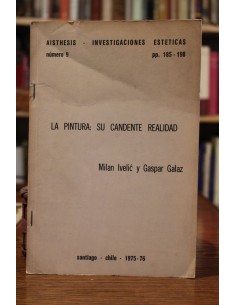 AISTHESIS - INVESTIGACIONES ESTETICAS
número 9 pp. 185-198
LA PINTURA: SU CANDENTE REALIDAD
Milan Ivelić y Gaspar Galaz
santiago - chile - 1975-76